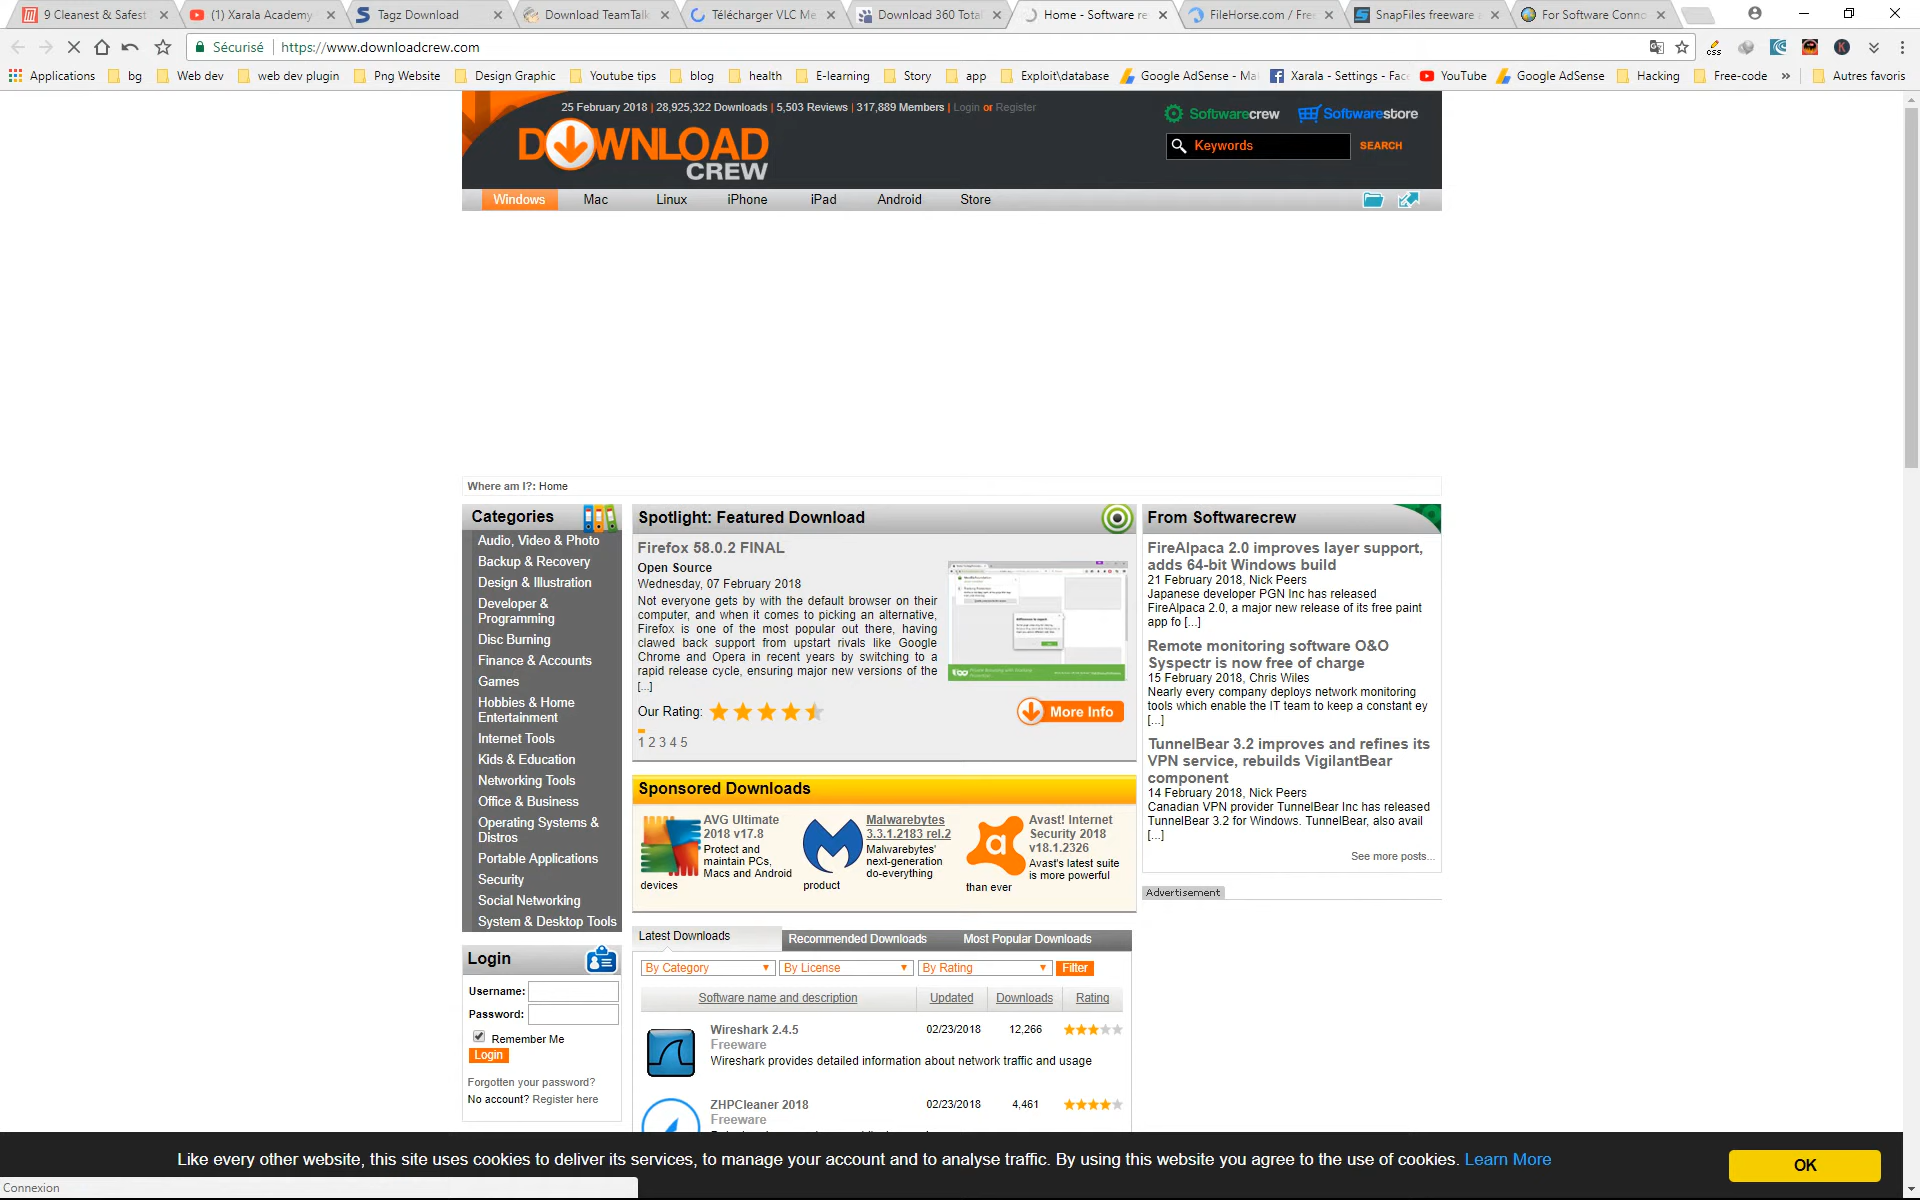 9 Cleanest & Safest
(1) Xarala Academy
Tagz Download
Download TeamTalk
Télécharger VLC Me
Download 360 Total
Home - Software re
FileHorse.com / Free
SnapFiles freeware a
For Software Conno
Sécurisé | https://www.downloadcrew.com
Applications
bg
Web dev
web dev plugin
Png Website
Design Graphic
Youtube tips
blog
health
E-learning
Story
app
Exploit\database
Google AdSense - Ma
Xarala - Settings - Fac
YouTube
Google AdSense
Hacking
Free-code
»
Autres favoris
25 February 2018 | 28,925,322 Downloads | 5,503 Reviews | 317,889 Members | Login or Register
Softwarecrew
Softwarestore
DOWNLOAD
CREW
Keywords
SEARCH
Windows
Mac
Linux
iPhone
iPad
Android
Store
Where am I?: Home
Categories
Audio, Video & Photo
Backup & Recovery
Design & Illustration
Developer &
Programming
Disc Burning
Finance & Accounts
Games
Hobbies & Home
Entertainment
Internet Tools
Kids & Education
Networking Tools
Office & Business
Operating Systems &
Distros
Portable Applications
Security
Social Networking
System & Desktop Tools
Login
Username:
Password:
Remember Me
Login
Forgotten your password?
No account? Register here
Spotlight: Featured Download
Firefox 58.0.2 FINAL
Open Source
Wednesday, 07 February 2018
Not everyone gets by with the default browser on their
computer, and when it comes to picking an alternative,
Firefox is one of the most popular out there, having
clawed back support from upstart rivals like Google
Chrome and Opera in recent years by switching to a
rapid release cycle, ensuring major new versions of the
[...]
Our Rating:
More Info
1 2 3 4 5
Sponsored Downloads
AVG Ultimate
2018 v17.8
Protect and
maintain PCs,
Macs and Android
devices
Malwarebytes
3.3.1.2183 rel.2
Malwarebytes'
next-generation
do-everything
product
Avast! Internet
Security 2018
v18.1.2326
Avast's latest suite
is more powerful
than ever
Latest Downloads
Recommended Downloads
Most Popular Downloads
By Category
By License
By Rating
Filter
Software name and description
Updated
Downloads
Rating
Wireshark 2.4.5
02/23/2018
12,266
Freeware
Wireshark provides detailed information about network traffic and usage
ZHPCleaner 2018
02/23/2018
4,461
Freeware
From Softwarecrew
FireAlpaca 2.0 improves layer support,
adds 64-bit Windows build
21 February 2018, Nick Peers
Japanese developer PGN Inc has released
FireAlpaca 2.0, a major new release of its free paint
app fo [...]
Remote monitoring software O&O
Syspectr is now free of charge
15 February 2018, Chris Wiles
Nearly every company deploys network monitoring
tools which enable the IT team to keep a constant ey
[...]
TunnelBear 3.2 improves and refines its
VPN service, rebuilds VigilantBear
component
14 February 2018, Nick Peers
Canadian VPN provider TunnelBear Inc has released
TunnelBear 3.2 for Windows. TunnelBear, also avail
[...]
See more posts...
Advertisement
Like every other website, this site uses cookies to deliver its services, to manage your account and to analyse traffic. By using this website you agree to the use of cookies. Learn More
OK
Connexion